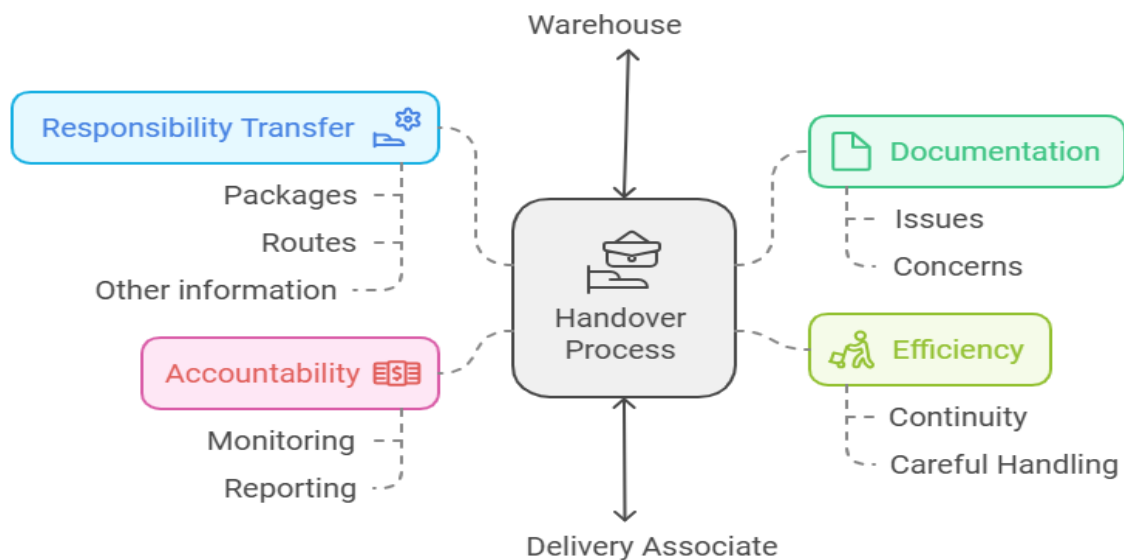 Warehouse
Responsibility Transfer
Packages
Routes
Other information
Accountability
$
Monitoring
Reporting
Handover
Process
Documentation
Issues
Concerns
Efficiency
Continuity
Careful Handling
Delivery Associate